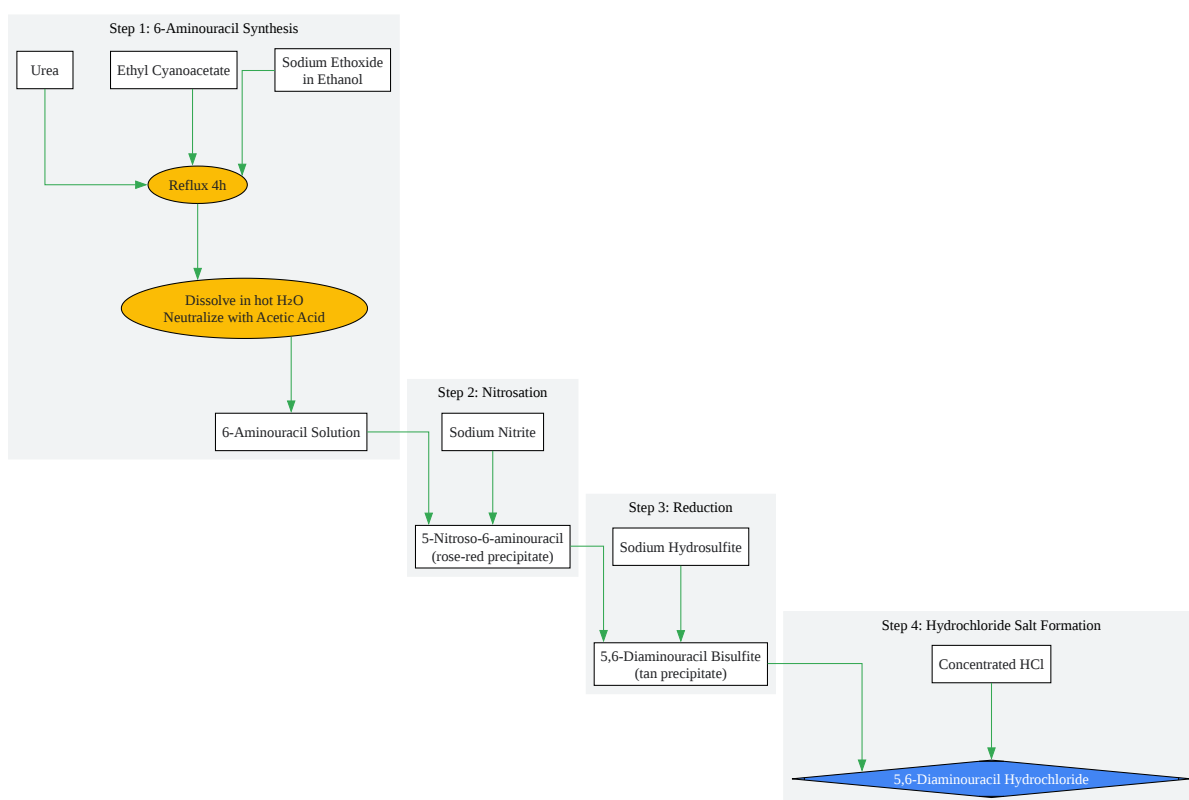 Step 1: 6-Aminouracil Synthesis
Urea
Ethyl Cyanoacetate
Sodium Ethoxide
in Ethanol
Reflux 4h
Dissolve in hot H₂O
Neutralize with Acetic Acid
6-Aminouracil Solution
Step 2: Nitrosation
Sodium Nitrite
5-Nitroso-6-aminouracil
(rose-red precipitate)
Step 3: Reduction
Sodium Hydrosulfite
5,6-Diaminouracil Bisulfite
(tan precipitate)
Step 4: Hydrochloride Salt Formation
Concentrated HCl
5,6-Diaminouracil Hydrochloride